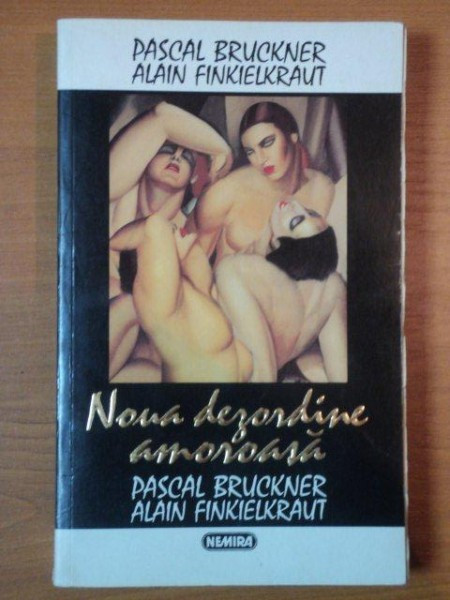 PASCAL BRUCKNER
ALAIN FINKIELKRAUT
Noua dezordine
amoroasă
PASCAL BRUCKNER
ALAIN FINKIELKRAUT
NEMIRA